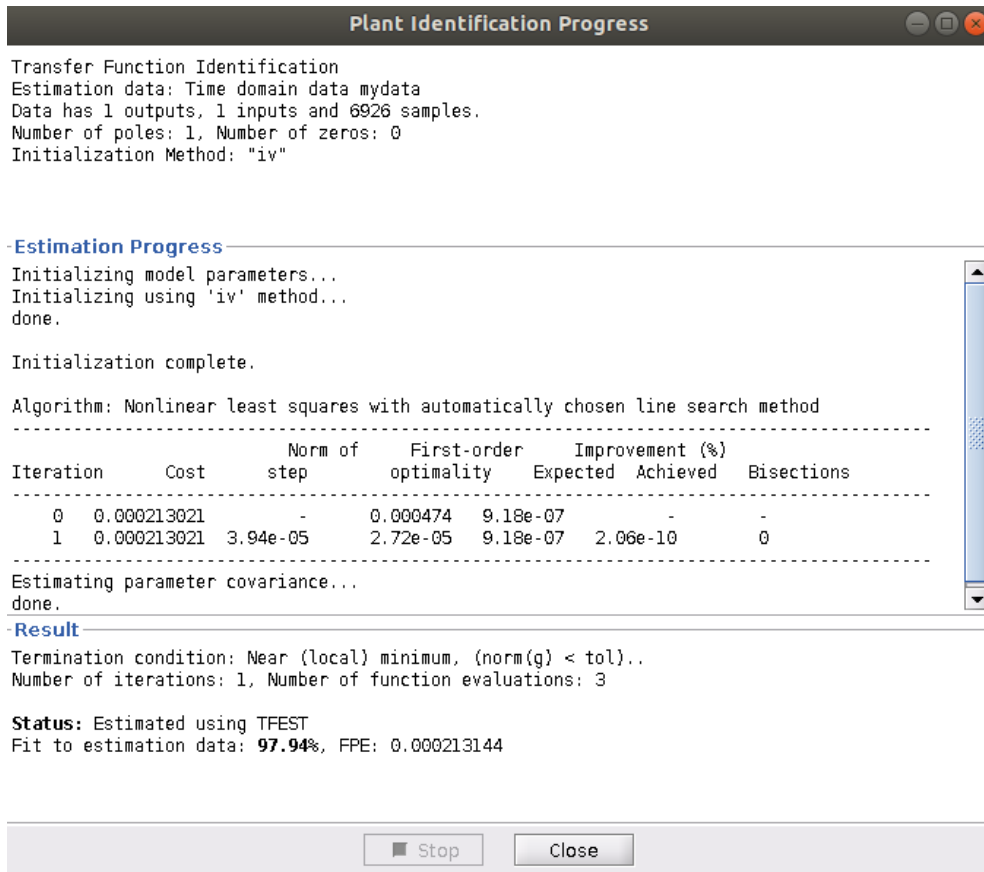 Plant Identification Progress
Transfer Function Identification
Estimation data: Time domain data mydata
Data has 1 outputs, 1 inputs and 6926 samples.
Number of poles: 1, Number of zeros: 0
Initialization Method: "iv"
Estimation Progress
Initializing model parameters...
Initializing using 'iv' method...
done.
Initialization complete.
Algorithm: Nonlinear least squares with automatically chosen line search method
Norm of First-order Improvement (%)
Iteration Cost step optimality Expected Achieved Bisections
0 0.000213021 - 0.000474 9.18e-07 - -
1 0.000213021 3.94e-05 2.72e-05 9.18e-07 2.06e-10 0
Estimating parameter covariance...
done.
Result
Termination condition: Near (local) minimum, (norm(g) < tol)..
Number of iterations: 1, Number of function evaluations: 3
Status: Estimated using TFEST
Fit to estimation data: 97.94%, FPE: 0.000213144
Stop Close